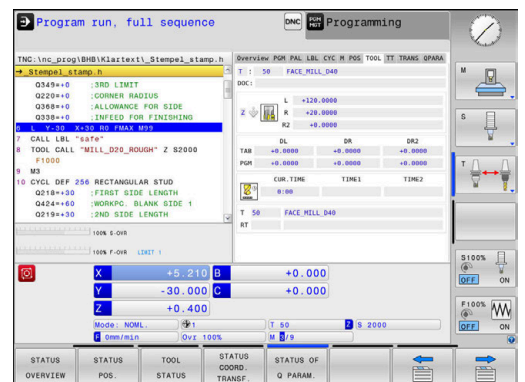 Program run, full sequence
DNC
PGM MGT
Programming
TNC:\nc_prog\BHB\Klartext\_Stempel_stamp.h
→_Stempel_stamp.h
Q349=+0 ;3RD LIMIT
Q220=+0 ;CORNER RADIUS
Q368=+0 ;ALLOWANCE FOR SIDE
Q338=+0 ;INFEED FOR FINISHING
6 L Y-30 X+30 R0 FMAX M99
7 CALL LBL "safe"
8 TOOL CALL "MILL_D20_ROUGH" Z S2000
F1000
9 M3
10 CYCL DEF 256 RECTANGULAR STUD
Q218=+30 ;FIRST SIDE LENGTH
Q424=+60 ;WORKPC. BLANK SIDE 1
Q219=+30 ;2ND SIDE LENGTH
100% S-OVR
100% F-OVR LIMIT 1
Overview PGM PAL LBL CYC M POS TOOL TT TRANS QPARA
T : 50 FACE_MILL_D40
DOC:
Z
L +120.0000
R +20.0000
R2 +0.0000
DL DR DR2
TAB +0.0000 +0.0000 +0.0000
PGM +0.0000 +0.0000 +0.0000
CUR.TIME TIME1 TIME2
0:00
T 50 FACE_MILL_D40
RT
X +5.210 B +0.000
Y -30.000 C +0.000
Z +0.400
Mode: NOML. 1 T 50 Z S 2000
F 0mm/min Ovr 100% M 5/9
M
S
T
S100%
OFF ON
F100%
OFF ON
STATUS OVERVIEW
STATUS POS.
TOOL STATUS
STATUS COORD. TRANSF.
STATUS OF Q PARAM.